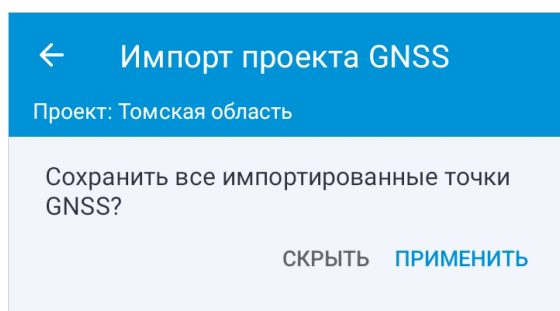 Импорт проекта GNSS
Проект: Томская область
Сохранить все импортированные точки
GNSS?
СКРЫТЬ ПРИМЕНИТЬ